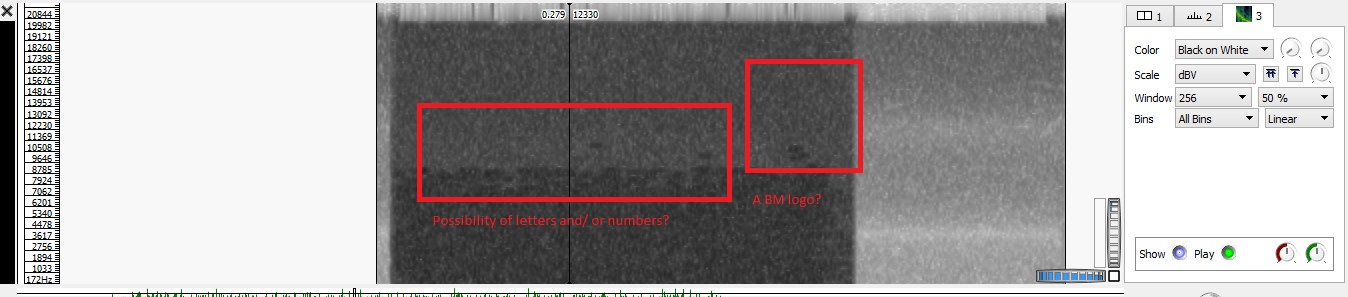 20844
19982
19121
18260
17398
16537
15676
14814
13953
13092
12230
11369
10508
9646
8785
7924
7062
6201
5340
4478
3617
2756
1894
1033
172Hz
0.279 12330
Possibility of letters and/ or numbers?
A BM logo?
1 2 3
Color Black on White
Scale dBV
Window 256 50 %
Bins All Bins Linear
Show Play